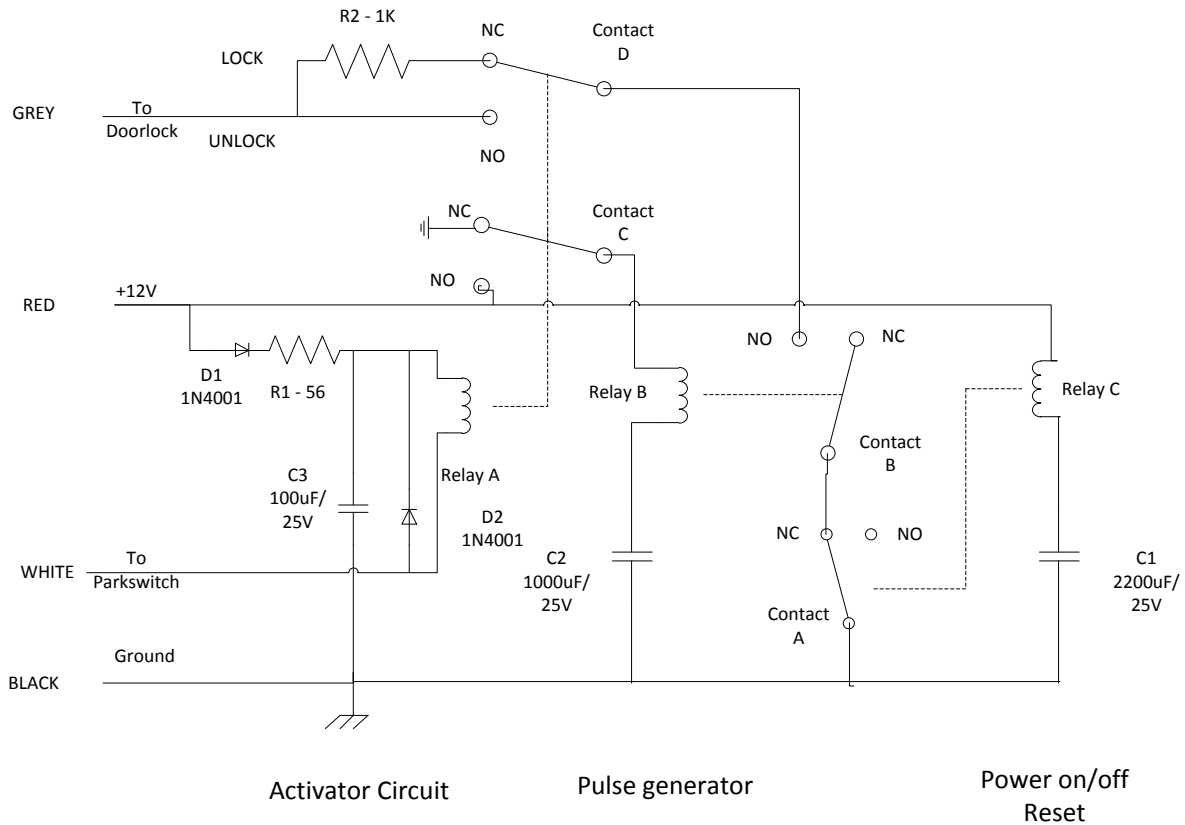 R2 - 1K
NC
Contact
D
LOCK
GREY
To
Doorlock
UNLOCK
NO
NC
Contact
C
NO
RED
+12V
NO
NC
D1
1N4001
R1 - 56
Relay B
Relay C
Contact
B
C3
100uF/
25V
Relay A
D2
1N4001
NC
NO
WHITE
To
Parkswitch
C2
1000uF/
25V
C1
2200uF/
25V
Contact
A
Ground
BLACK
Activator Circuit
Pulse generator
Power on/off
Reset